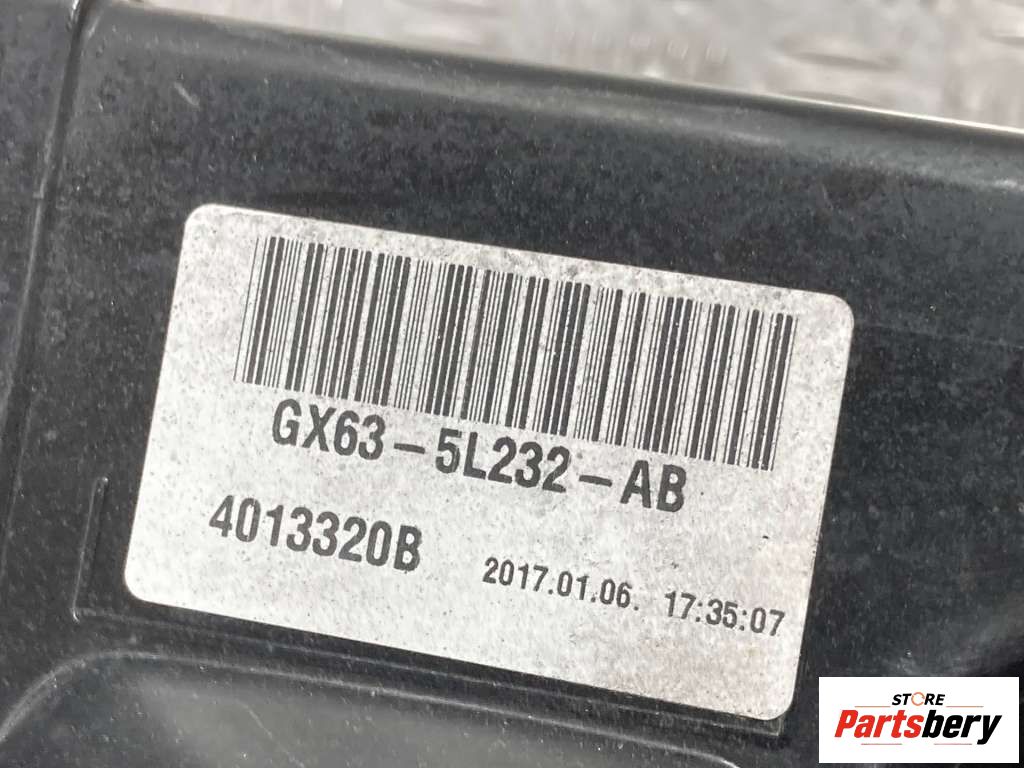 GX63-5L232-AB
4013320B 2017.01.06. 17:35:07
STORE
Partsbery